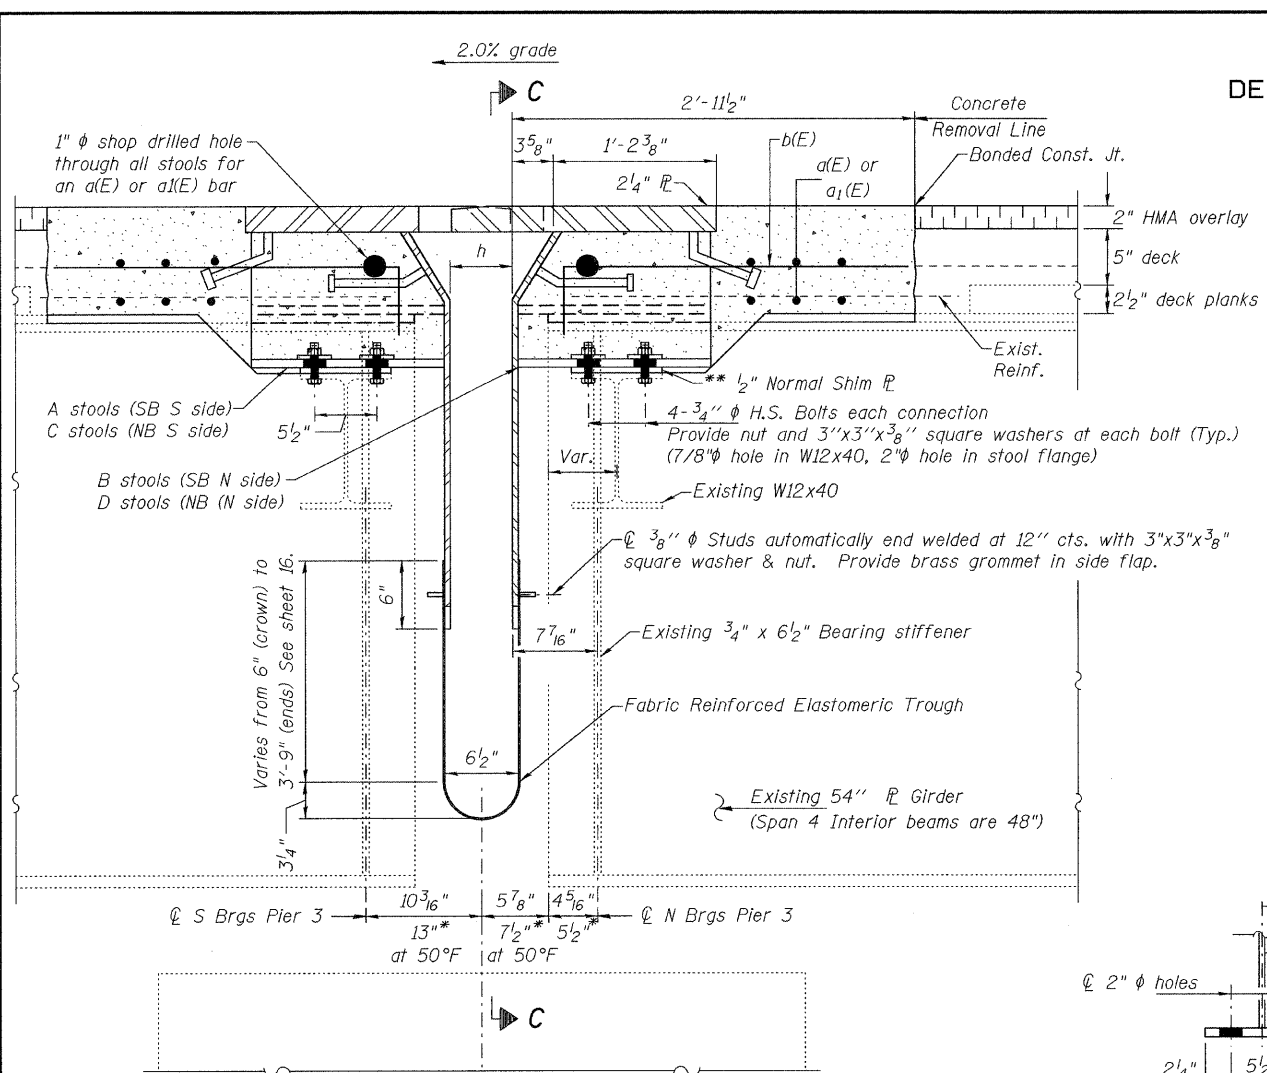 2.0% grade
C
DE
2'-11½"
Concrete
Removal Line
1" ϕ shop drilled hole
through all stools for
an a(E) or a1(E) bar
3⅝"
1'-2⅜"
b(E)
Bonded Const. Jt.
a(E) or
a₁(E)
2¼" ℙL
2" HMA overlay
h
5" deck
2½" deck planks
Exist.
Reinf.
** ½" Normal Shim ℙL
A stools (SB S side)
C stools (NB S side)
5½"
4-¾" ϕ H.S. Bolts each connection
Provide nut and 3"x3"x⅜" square washers at each bolt (Typ.)
(7/8"ϕ hole in W12x40, 2"ϕ hole in stool flange)
Var.
B stools (SB N side)
D stools (NB (N side)
Existing W12x40
℄ ⅜" ϕ Studs automatically end welded at 12" cts. with 3"x3"x⅜"
square washer & nut. Provide brass grommet in side flap.
Varies from 6" (crown) to
3'-9" (ends) See sheet 16.
6"
7 7/16"
Existing ¾" x 6½" Bearing stiffener
Fabric Reinforced Elastomeric Trough
6½"
Existing 54" ℙL Girder
(Span 4 Interior beams are 48")
3¼"
10 3/16"
5⅞"
4 5/16"
℄ S Brgs Pier 3
℄ N Brgs Pier 3
13"*
7½"*
5½"*
at 50°F
at 50°F
℄ 2" ϕ holes
C
2¼"
5½